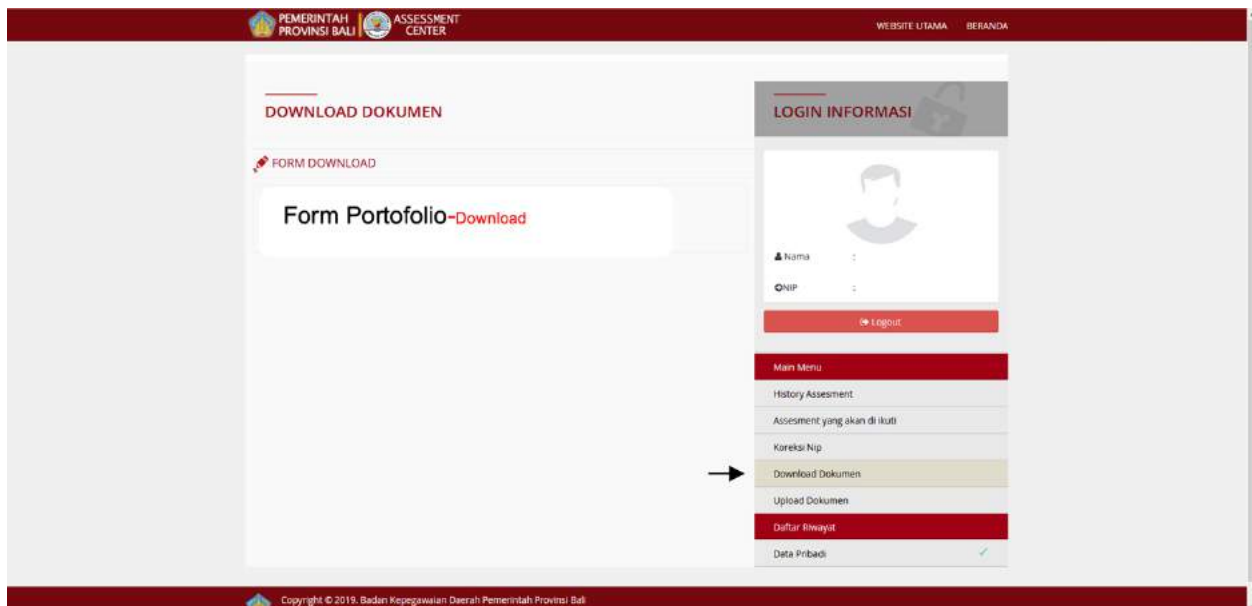 PEMERINTAH
PROVINSI BALI
ASSESSMENT
CENTER
WEBSITE UTAMA
BERANDA
DOWNLOAD DOKUMEN
FORM DOWNLOAD
Form Portofolio-Download
LOGIN INFORMASI
Nama :
NIP :
Logout
Main Menu
History Assesment
Assesment yang akan di ikuti
Koreksi Nip
Download Dokumen
Upload Dokumen
Daftar Riwayat
Data Pribadi
Copyright © 2019. Badan Kepegawaian Daerah Pemerintah Provinsi Bali